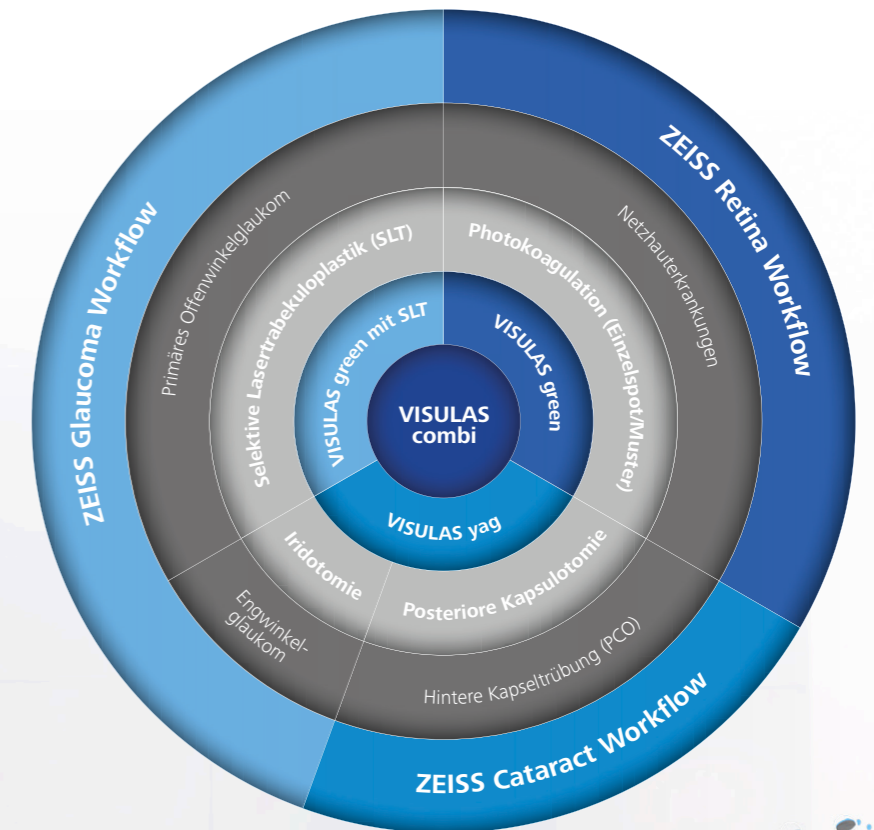 ZEISS Glaucoma Workflow
ZEISS Retina Workflow
Primäres Offenwinkelglaukom
Netzhauterkrankungen
Selektive Lasertrabekuloplastik (SLT)
Photokoagulation (Einzelspot/Muster)
VISULAS green mit SLT
VISULAS green
VISULAS
combi
VISULAS yag
Iridotomie
Posteriore Kapsulotomie
Engwinkel-
glaukom
Hintere Kapseltrübung (PCO)
ZEISS Cataract Workflow